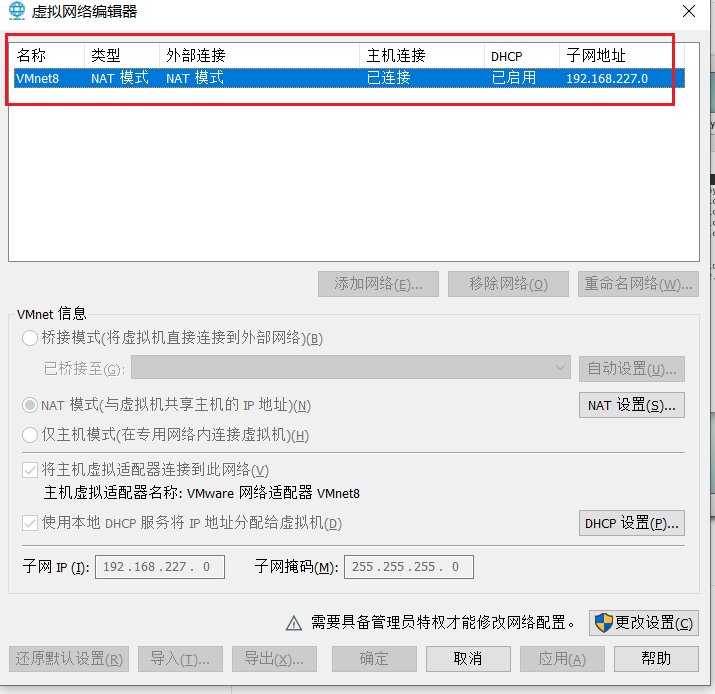 虚拟网络编辑器
名称 类型 外部连接 主机连接 DHCP 子网地址
VMnet8 NAT 模式 NAT 模式 已连接 已启用 192.168.227.0
添加网络(E)... 移除网络(O) 重命名网络(W)...
VMnet 信息
桥接模式(将虚拟机直接连接到外部网络)(B)
已桥接至(G): 自动设置(U)...
NAT 模式(与虚拟机共享主机的 IP 地址)(N) NAT 设置(S)...
仅主机模式(在专用网络内连接虚拟机)(H)
将主机虚拟适配器连接到此网络(V)
主机虚拟适配器名称: VMware 网络适配器 VMnet8
使用本地 DHCP 服务将 IP 地址分配给虚拟机(D) DHCP 设置(P)...
子网 IP (I): 192 . 168 . 227 . 0 子网掩码(M): 255 . 255 . 255 . 0
需要具备管理员特权才能修改网络配置。 更改设置(C)
还原默认设置(R) 导入(T)... 导出(X)... 确定 取消 应用(A) 帮助